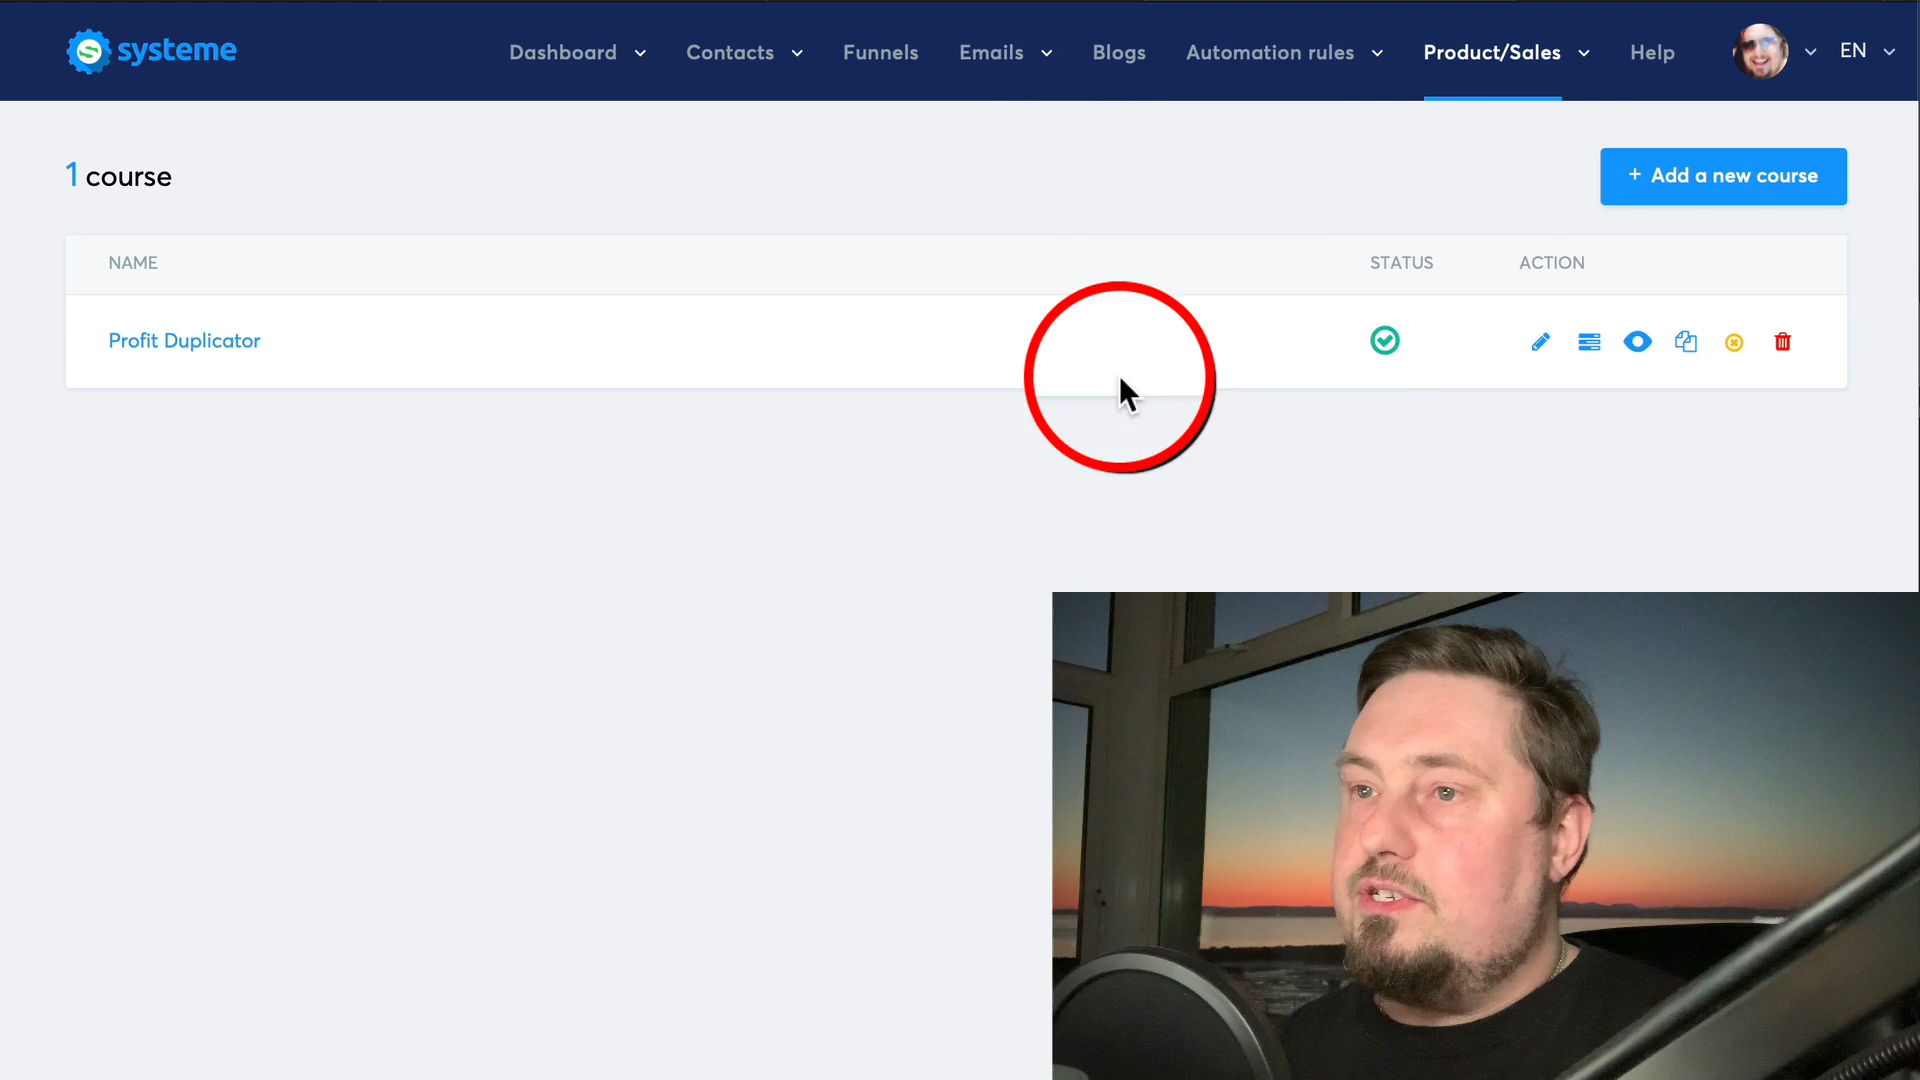 systeme
Dashboard Contacts Funnels Emails Blogs Automation rules Product/Sales Help EN
1 course
+ Add a new course
NAME STATUS ACTION
Profit Duplicator